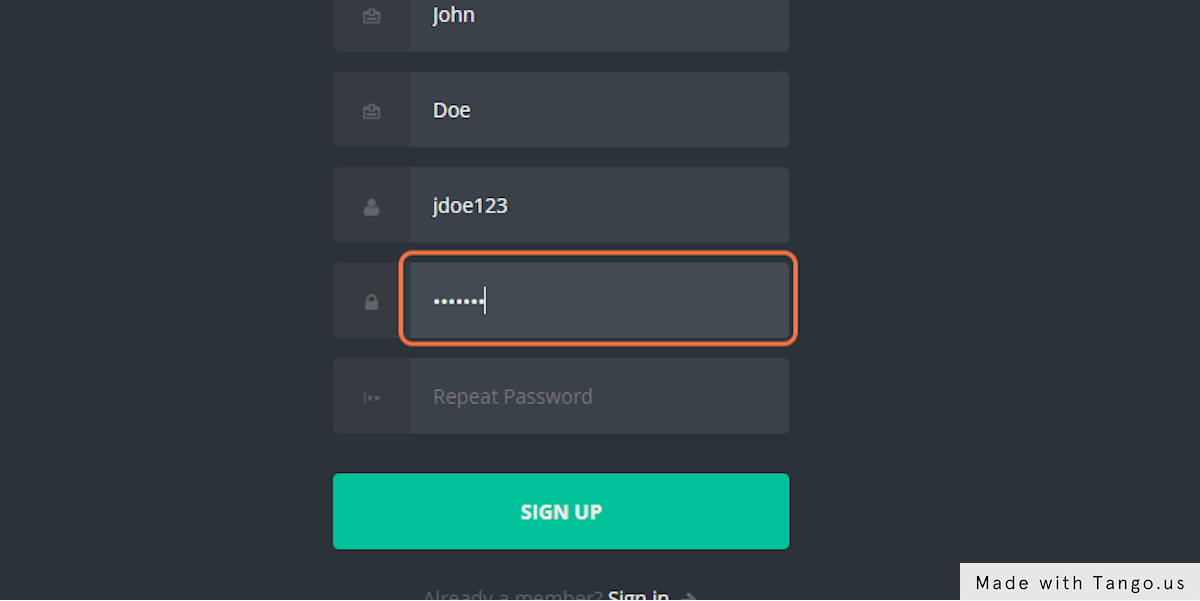 John
Doe
jdoe123
•••••••
Repeat Password
SIGN UP
Already a member? Sign in →
Made with Tango.us